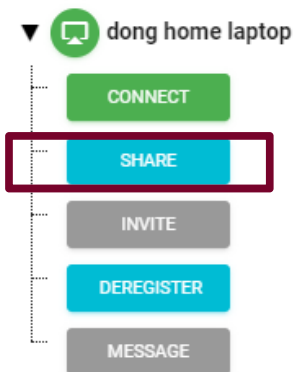 dong home laptop
CONNECT
SHARE
INVITE
DEREGISTER
MESSAGE